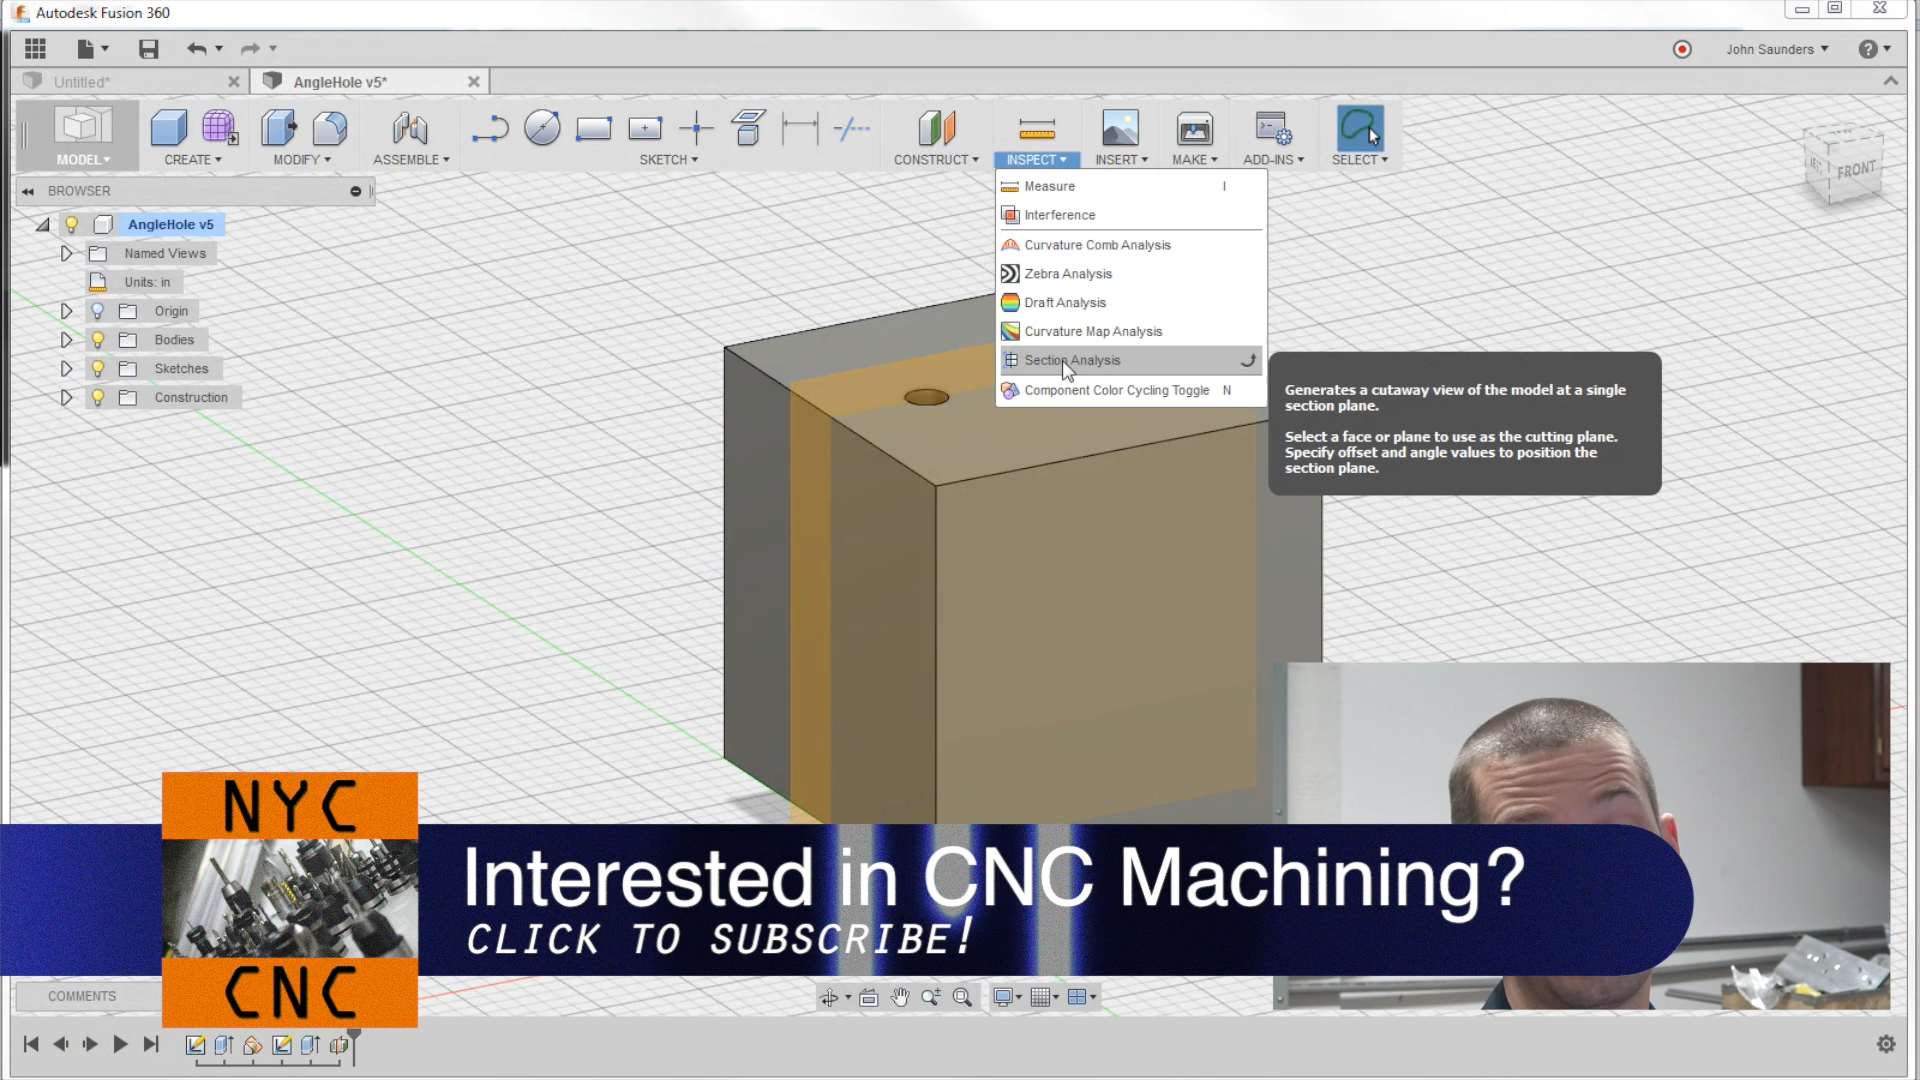 Autodesk Fusion 360
John Saunders
Untitled*
AngleHole v5*
MODEL
CREATE
MODIFY
ASSEMBLE
SKETCH
CONSTRUCT
INSPECT
INSERT
MAKE
ADD-INS
SELECT
BROWSER
AngleHole v5
Named Views
Units: in
Origin
Bodies
Sketches
Construction
Measure I
Interference
Curvature Comb Analysis
Zebra Analysis
Draft Analysis
Curvature Map Analysis
Section Analysis
Component Color Cycling Toggle N
Generates a cutaway view of the model at a single
section plane.
Select a face or plane to use as the cutting plane.
Specify offset and angle values to position the
section plane.
FRONT
LEFT
NYC
CNC
Interested in CNC Machining?
CLICK TO SUBSCRIBE!
COMMENTS